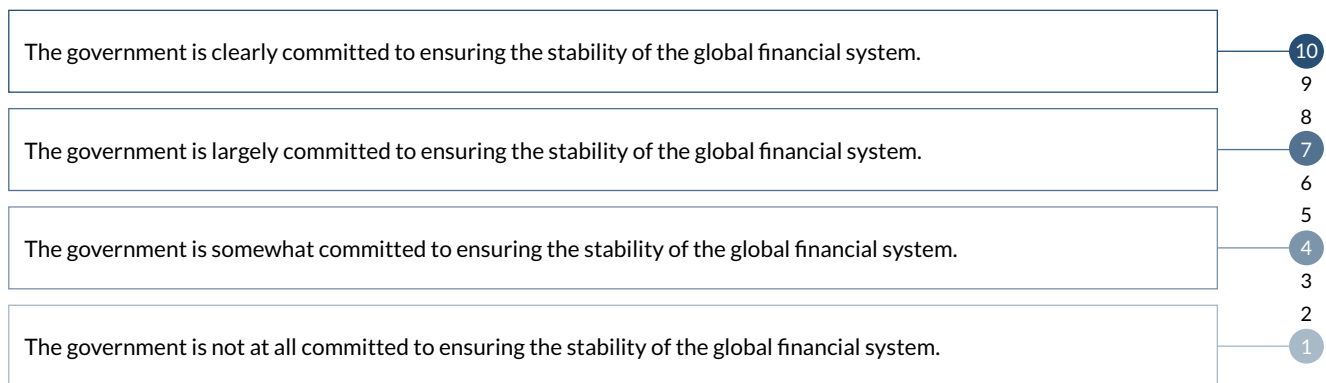 The government is clearly committed to ensuring the stability of the global financial system.
10
9
8
The government is largely committed to ensuring the stability of the global financial system.
7
6
5
The government is somewhat committed to ensuring the stability of the global financial system.
4
3
2
The government is not at all committed to ensuring the stability of the global financial system.
1